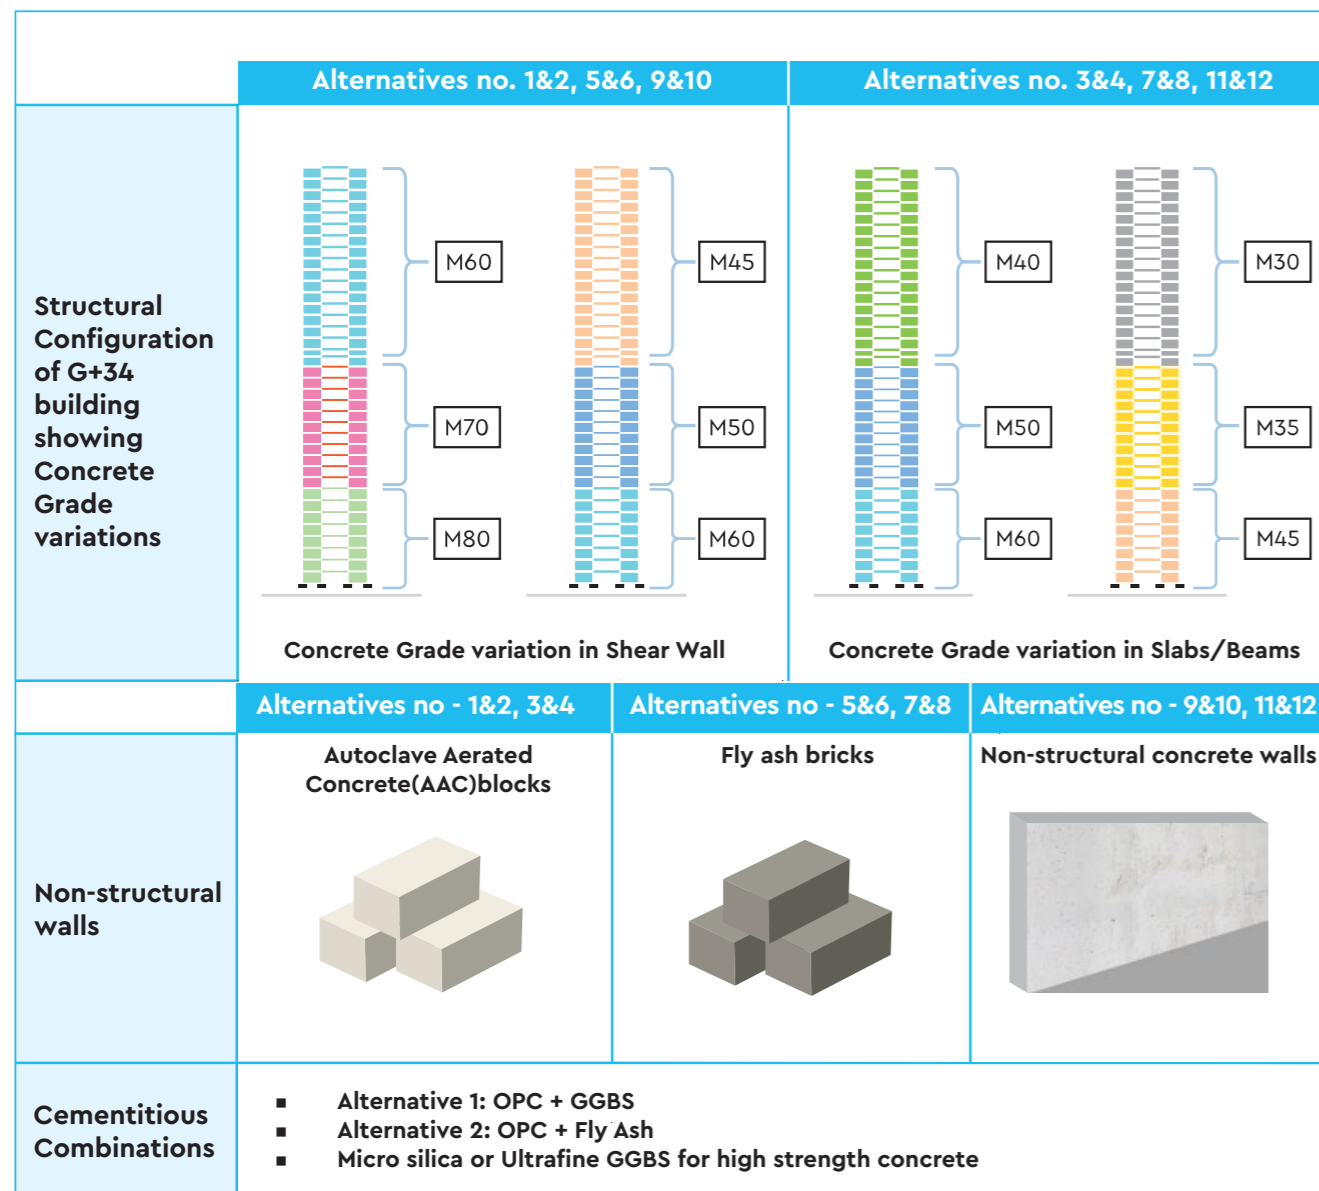 Alternatives no. 1&2, 5&6, 9&10
Alternatives no. 3&4, 7&8, 11&12
Structural
Configuration
of G+34
building
showing
Concrete
Grade
variations
M60
M70
M80
M45
M50
M60
Concrete Grade variation in Shear Wall
M40
M50
M60
M30
M35
M45
Concrete Grade variation in Slabs/Beams
Alternatives no - 1&2, 3&4
Alternatives no - 5&6, 7&8
Alternatives no - 9&10, 11&12
Non-structural
walls
Autoclave Aerated
Concrete(AAC)blocks
Fly ash bricks
Non-structural concrete walls
Cementitious
Combinations
▪ Alternative 1: OPC + GGBS
▪ Alternative 2: OPC + Fly Ash
▪ Micro silica or Ultrafine GGBS for high strength concrete